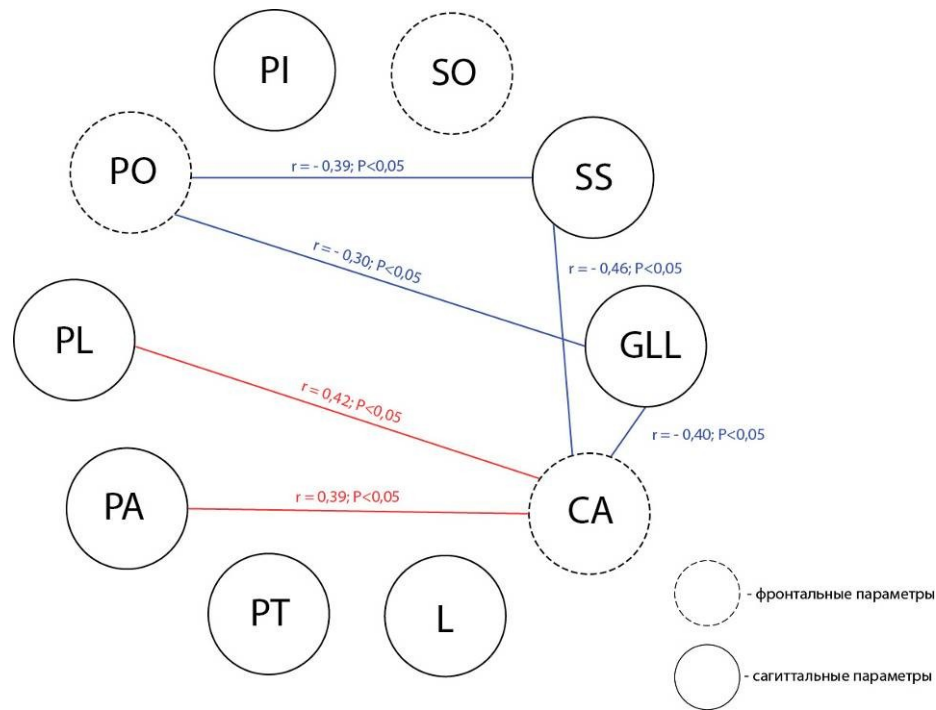 PI
SO
PO
r = - 0,39; P<0,05
SS
r = - 0,30; P<0,05
r = - 0,46; P<0,05
PL
GLL
r = 0,42; P<0,05
r = - 0,40; P<0,05
PA
r = 0,39; P<0,05
CA
PT
L
- фронтальные параметры
- сагиттальные параметры